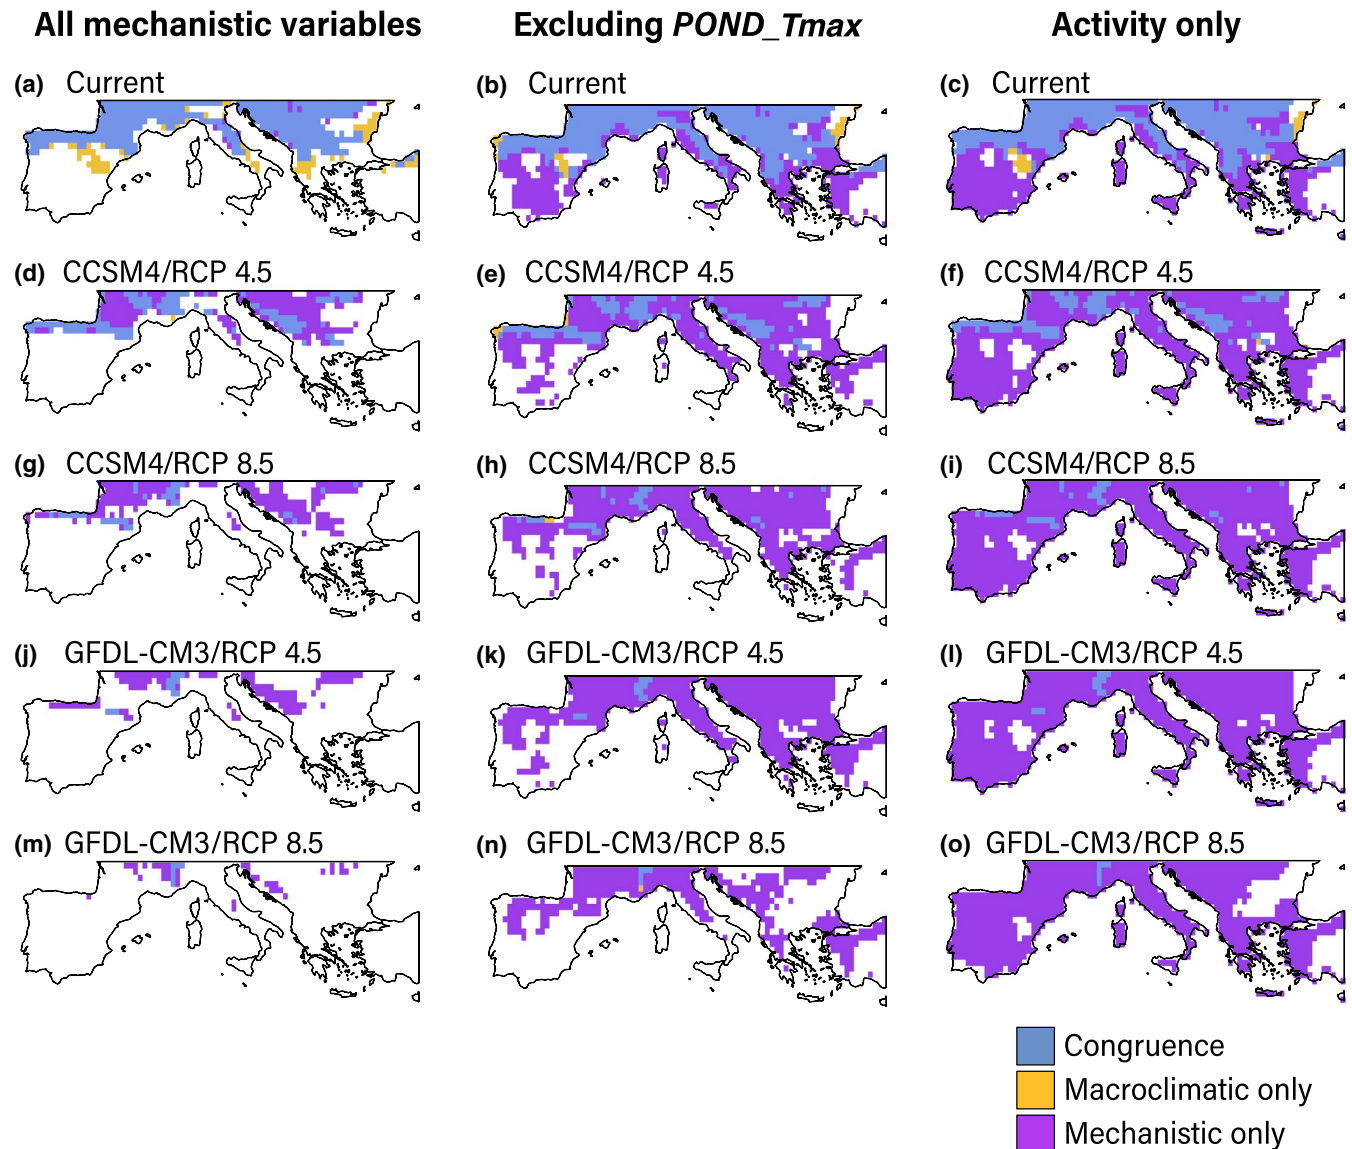 All mechanistic variables
Excluding POND_Tmax
Activity only
(a) Current
(b) Current
(c) Current
(d) CCSM4/RCP 4.5
(e) CCSM4/RCP 4.5
(f) CCSM4/RCP 4.5
(g) CCSM4/RCP 8.5
(h) CCSM4/RCP 8.5
(i) CCSM4/RCP 8.5
(j) GFDL-CM3/RCP 4.5
(k) GFDL-CM3/RCP 4.5
(l) GFDL-CM3/RCP 4.5
(m) GFDL-CM3/RCP 8.5
(n) GFDL-CM3/RCP 8.5
(o) GFDL-CM3/RCP 8.5
Congruence
Macroclimatic only
Mechanistic only